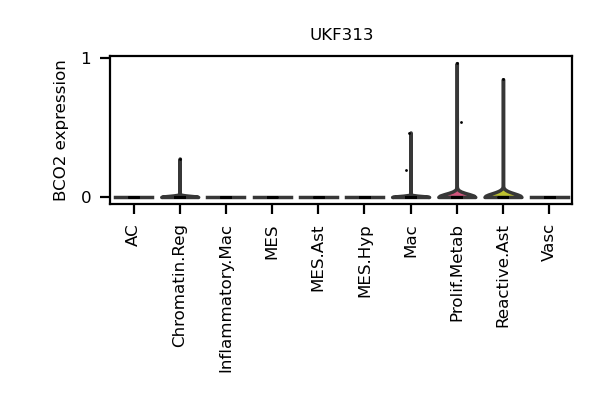 UKF313
BCO2 expression
1
0
AC
Chromatin.Reg
Inflammatory.Mac
MES
MES.Ast
MES.Hyp
Mac
Prolif.Metab
Reactive.Ast
Vasc